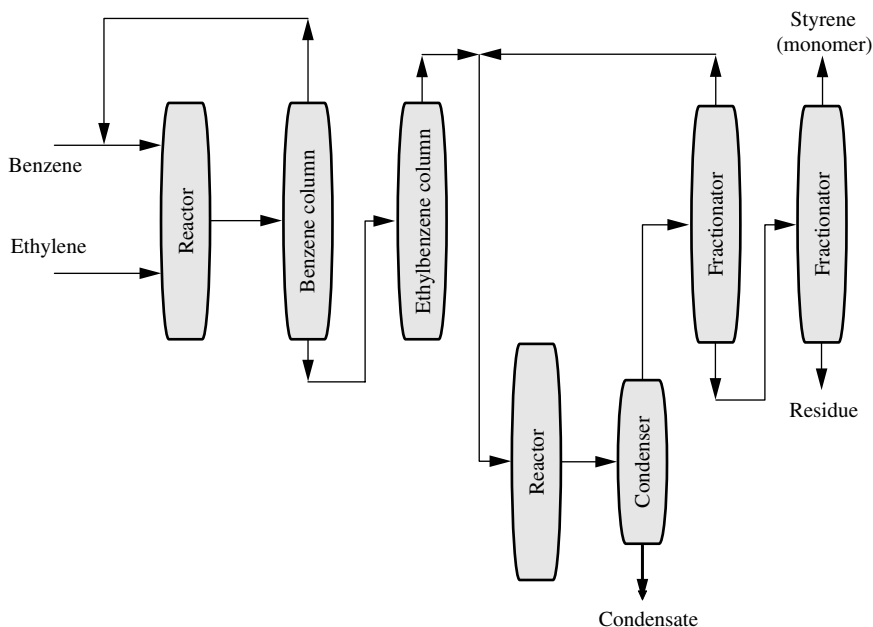 Styrene
(monomer)
Benzene
Ethylene
Reactor
Benzene column
Ethylbenzene column
Fractionator
Fractionator
Reactor
Condenser
Residue
Condensate